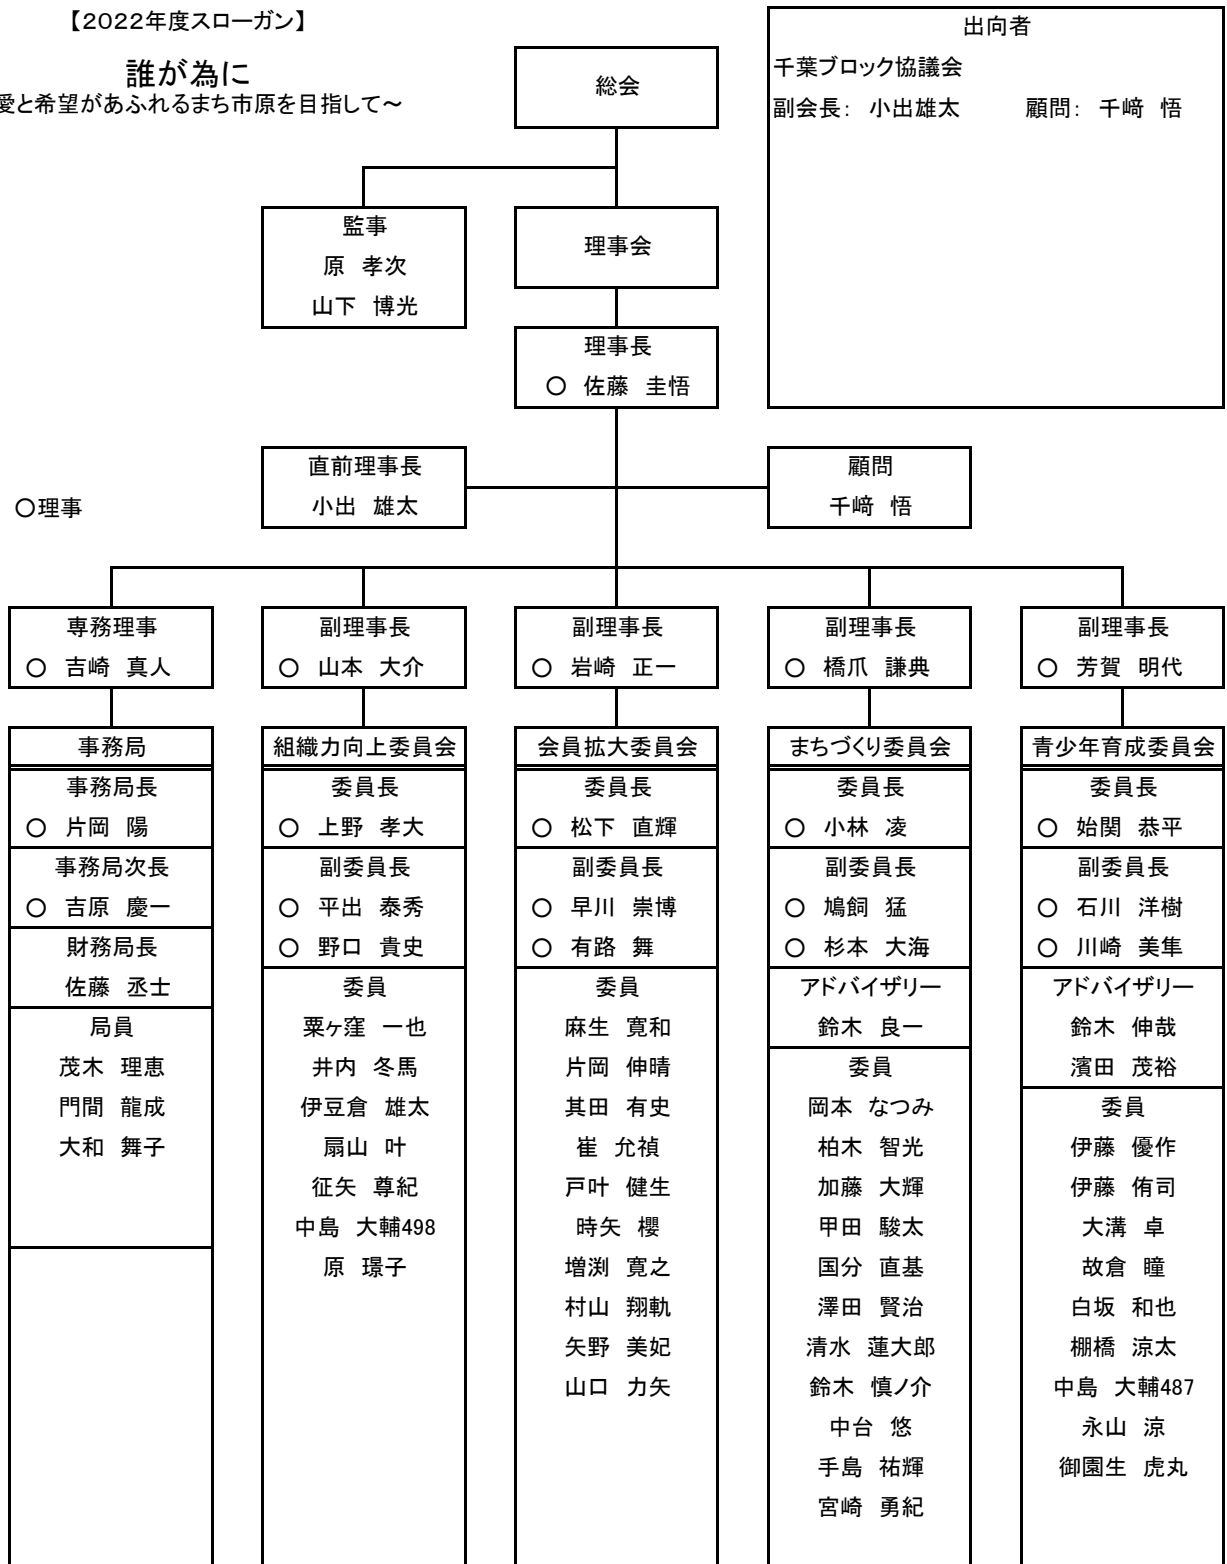 【2022年度スローガン】
誰が為に
愛と希望があふれるまち市原を目指して～
出向者
千葉ブロック協議会
副会長: 小出雄太 顧問: 千﨑 悟
総会
監事
原 孝次
山下 博光
理事会
理事長
○ 佐藤 圭悟
直前理事長
小出 雄太
顧問
千﨑 悟
○理事
専務理事
○ 吉崎 真人
事務局
事務局長
○ 片岡 陽
事務局次長
○ 吉原 慶一
財務局長
佐藤 丞士
局員
茂木 理恵
門間 龍成
大和 舞子
副理事長
○ 山本 大介
組織力向上委員会
委員長
○ 上野 孝大
副委員長
○ 平出 泰秀
○ 野口 貴史
委員
粟ヶ窪 一也
井内 冬馬
伊豆倉 雄太
扇山 叶
征矢 尊紀
中島 大輔498
原 環子
副理事長
○ 岩崎 正一
会員拡大委員会
委員長
○ 松下 直輝
副委員長
○ 早川 崇博
○ 有路 舞
委員
麻生 寛和
片岡 伸晴
其田 有史
崔 允禎
戸叶 健生
時矢 櫻
増渕 寛之
村山 翔軌
矢野 美妃
山口 力矢
副理事長
○ 橋爪 謙典
まちづくり委員会
委員長
○ 小林 凌
副委員長
○ 鳩飼 猛
○ 杉本 大海
アドバイザリー
鈴木 良一
委員
岡本 なつみ
柏木 智光
加藤 大輝
甲田 駿太
国分 直基
澤田 賢治
清水 蓮大郎
鈴木 慎ノ介
中台 悠
手島 祐輝
宮崎 勇紀
副理事長
○ 芳賀 明代
青少年育成委員会
委員長
○ 始関 恭平
副委員長
○ 石川 洋樹
○ 川崎 美隼
アドバイザリー
鈴木 伸哉
濱田 茂裕
委員
伊藤 優作
伊藤 侑司
大溝 卓
故倉 瞳
白坂 和也
棚橋 涼太
中島 大輔487
永山 涼
御園生 虎丸